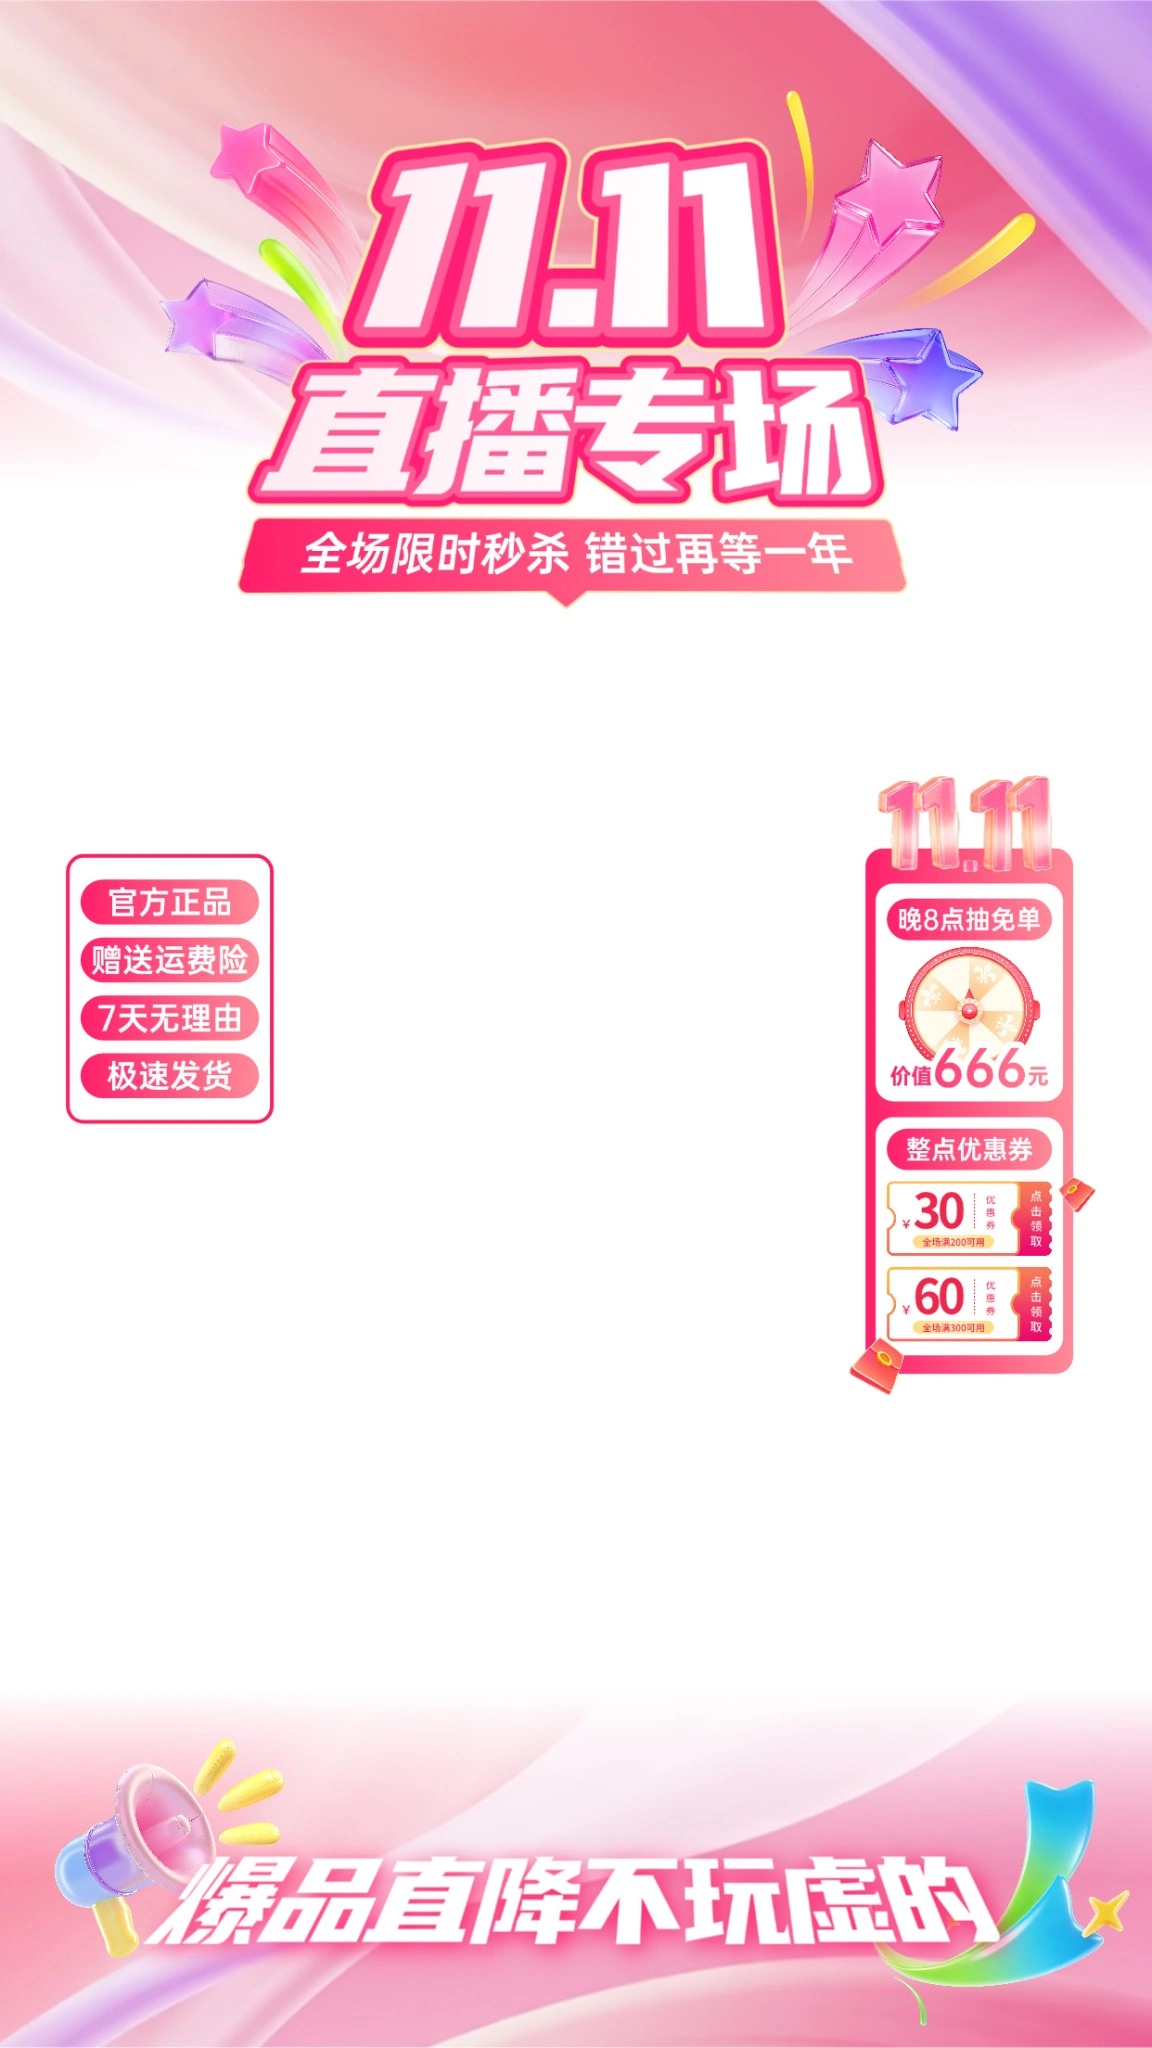 11.11
直播专场
全场限时秒杀 错过再等一年
官方正品
赠送运费险
7天无理由
极速发货
11.11
晚8点抽免单
价值666元
整点优惠券
¥30
优惠券
点击领取
全场满200可用
¥60
优惠券
点击领取
全场满300可用
爆品直降不玩虚的